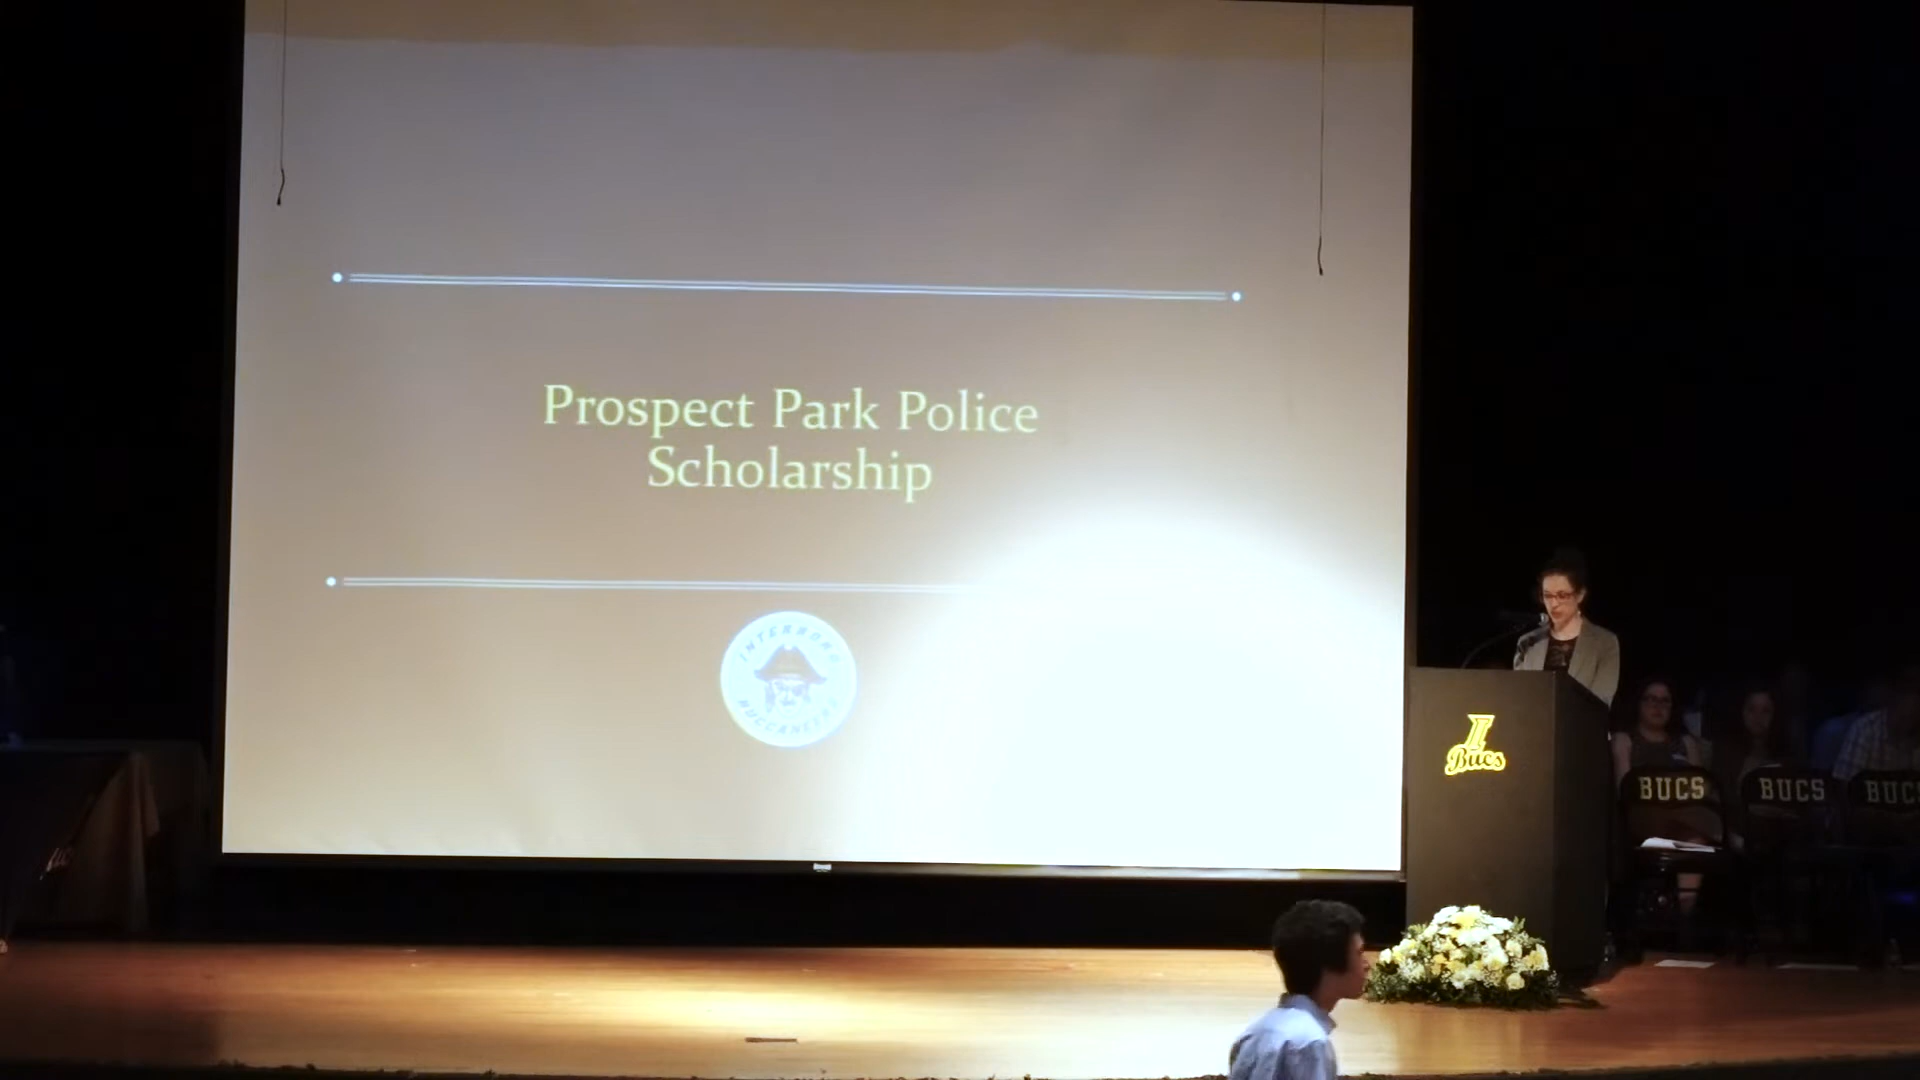 Prospect Park Police
Scholarship
INTERBORO
BUCCANEERS
I
Bucs
BUCS
BUCS
BUCS